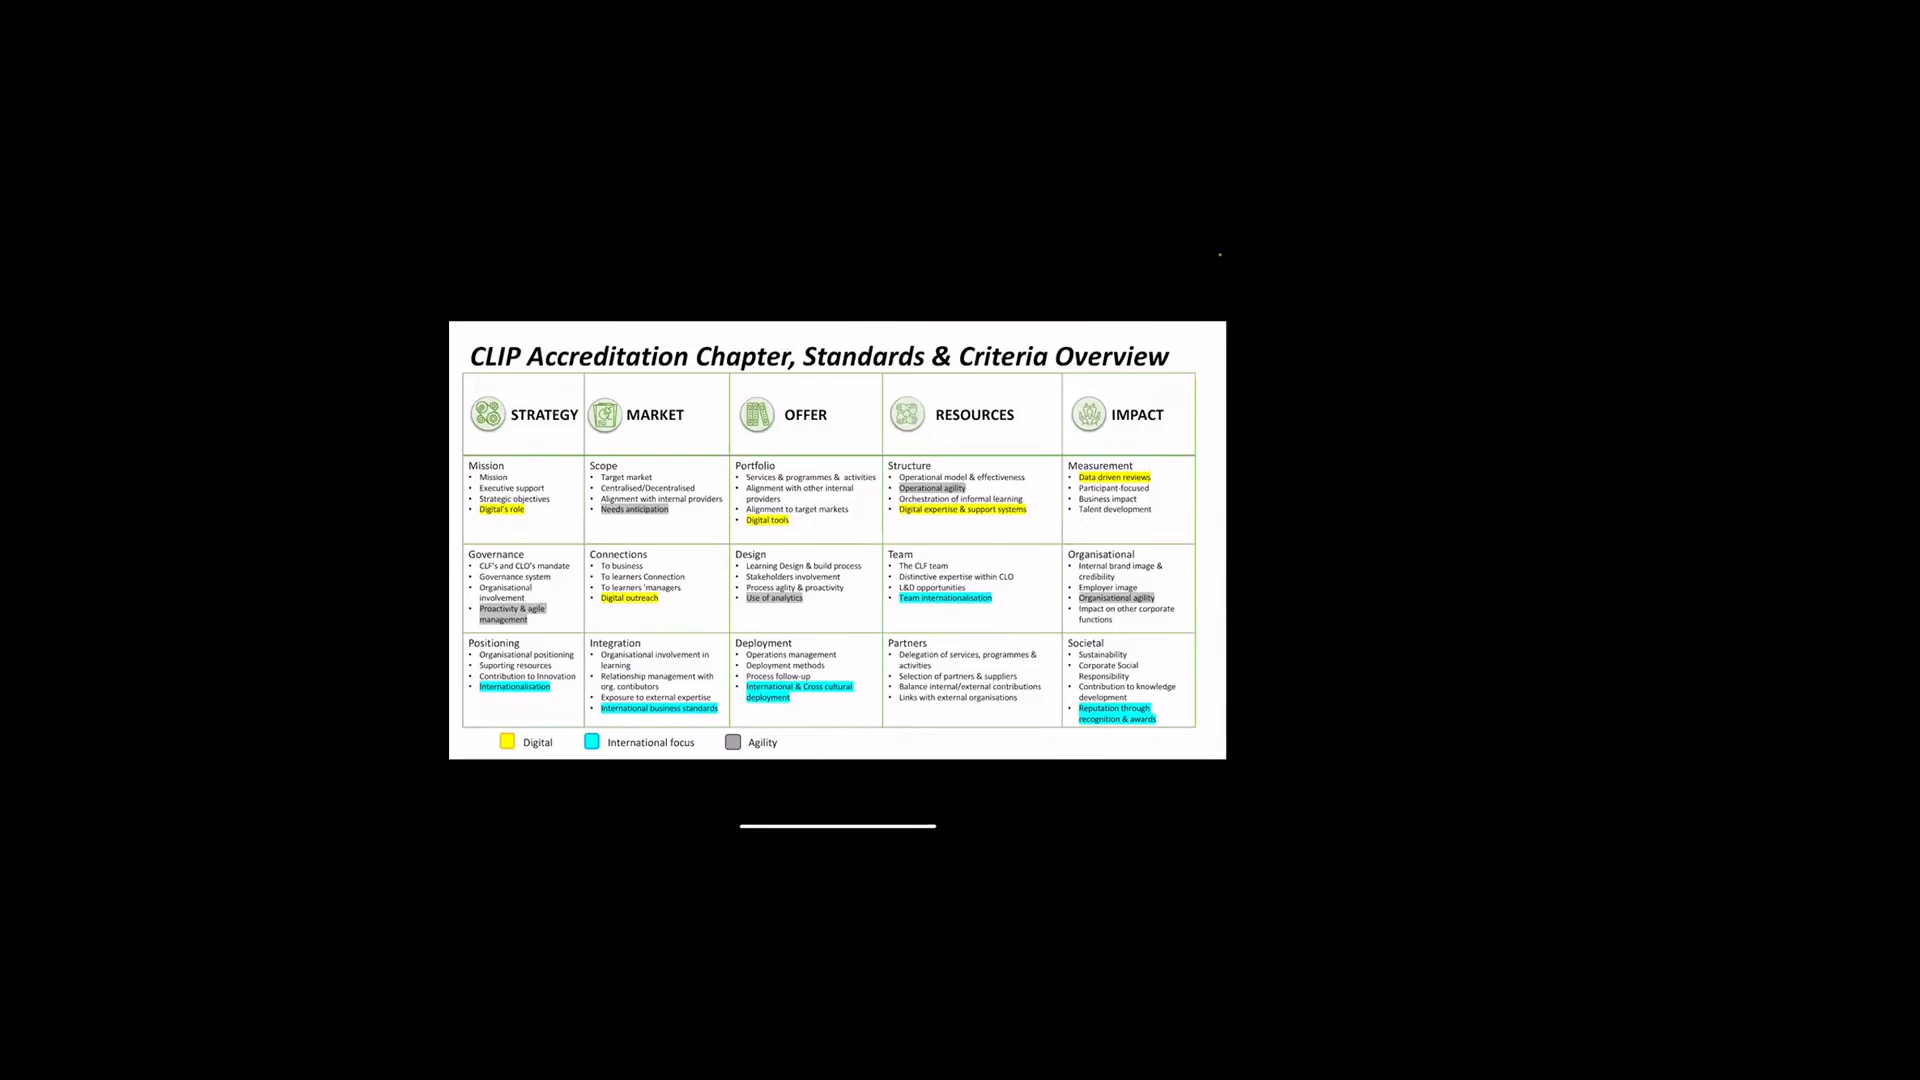 CLIP Accreditation Chapter, Standards & Criteria Overview
STRATEGY
MARKET
OFFER
RESOURCES
IMPACT
Mission
• Mission
• Executive support
• Strategic objectives
• Digital's role
Scope
• Target market
• Centralised/Decentralised
• Alignment with internal providers
• Needs anticipation
Portfolio
• Services & programmes & activities
• Alignment with other internal
providers
• Alignment to target markets
• Digital tools
Structure
• Operational model & effectiveness
• Operational agility
• Orchestration of informal learning
• Digital expertise & support systems
Measurement
• Data driven reviews
• Participant-focused
• Business impact
• Talent development
Governance
• CLF's and CLO's mandate
• Governance system
• Organisational
involvement
• Proactivity & agile
management
Connections
• To business
• To learners Connection
• To learners 'managers
• Digital outreach
Design
• Learning Design & build process
• Stakeholders involvement
• Process aglity & proactivity
• Use of analytics
Team
• The CLF team
• Distinctive expertise within CLO
• L&D opportunities
• Team internationalisation
Organisational
• Internal brand image &
credibility
• Employer image
• Organisational agility
• Impact on other corporate
functions
Positioning
• Organisational positioning
• Suporting resources
• Contribution to Innovation
• Internationalisation
Integration
• Organisational involvement in
learning
• Relationship management with
org. contibutors
• Exposure to external expertise
• International business standards
Deployment
• Operations management
• Deployment methods
• Process follow-up
• International & Cross cultural
deployment
Partners
• Delegation of services, programmes &
activities
• Selection of partners & suppliers
• Balance internal/external contributions
• Links with external organisations
Societal
• Sustainability
• Corporate Social
Responsibility
• Contribution to knowledge
development
• Reputation through
recognition & awards
Digital
International focus
Agility